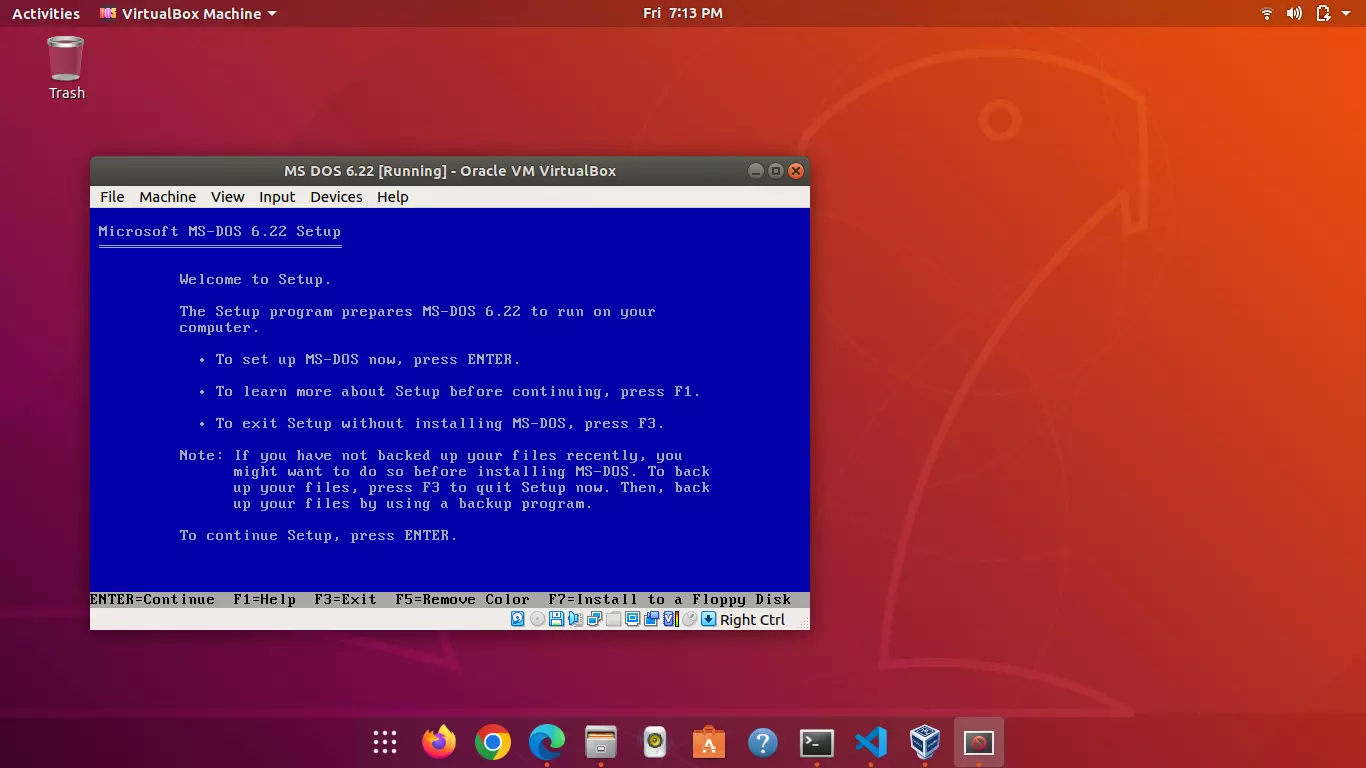 Activities VirtualBox Machine Fri 7:13 PM
Trash
MS DOS 6.22 [Running] - Oracle VM VirtualBox
File Machine View Input Devices Help
Microsoft MS-DOS 6.22 Setup
Welcome to Setup.
The Setup program prepares MS-DOS 6.22 to run on your
computer.
• To set up MS-DOS now, press ENTER.
• To learn more about Setup before continuing, press F1.
• To exit Setup without installing MS-DOS, press F3.
Note: If you have not backed up your files recently, you
might want to do so before installing MS-DOS. To back
up your files, press F3 to quit Setup now. Then, back
up your files by using a backup program.
To continue Setup, press ENTER.
ENTER=Continue F1=Help F3=Exit F5=Remove Color F7=Install to a Floppy Disk
Right Ctrl